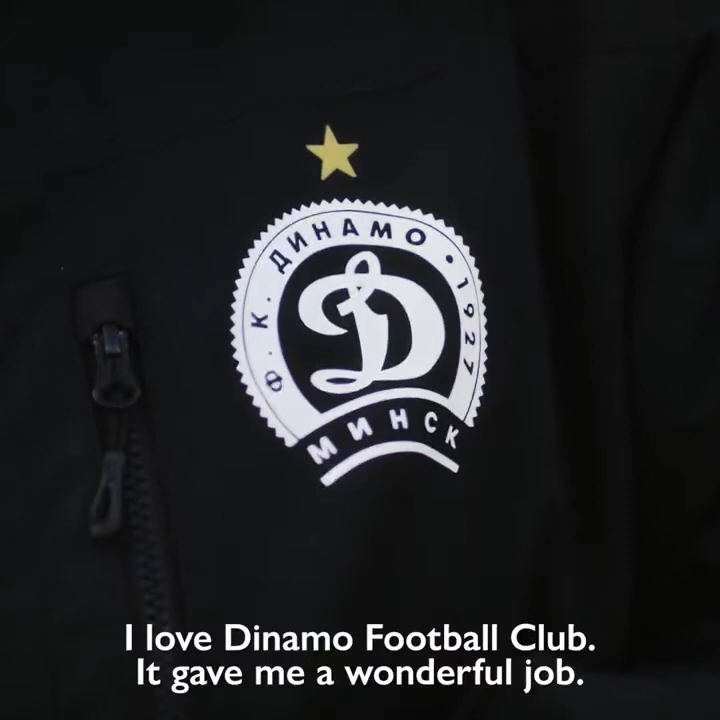 Ф. К. ДИНАМО • 1927
D
МИНСК
I love Dinamo Football Club.
It gave me a wonderful job.